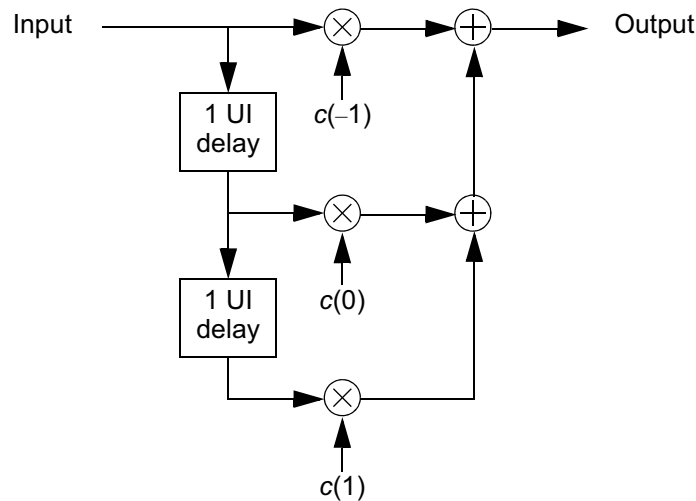 Input
Output
1 UI
delay
c(–1)
1 UI
delay
c(0)
c(1)